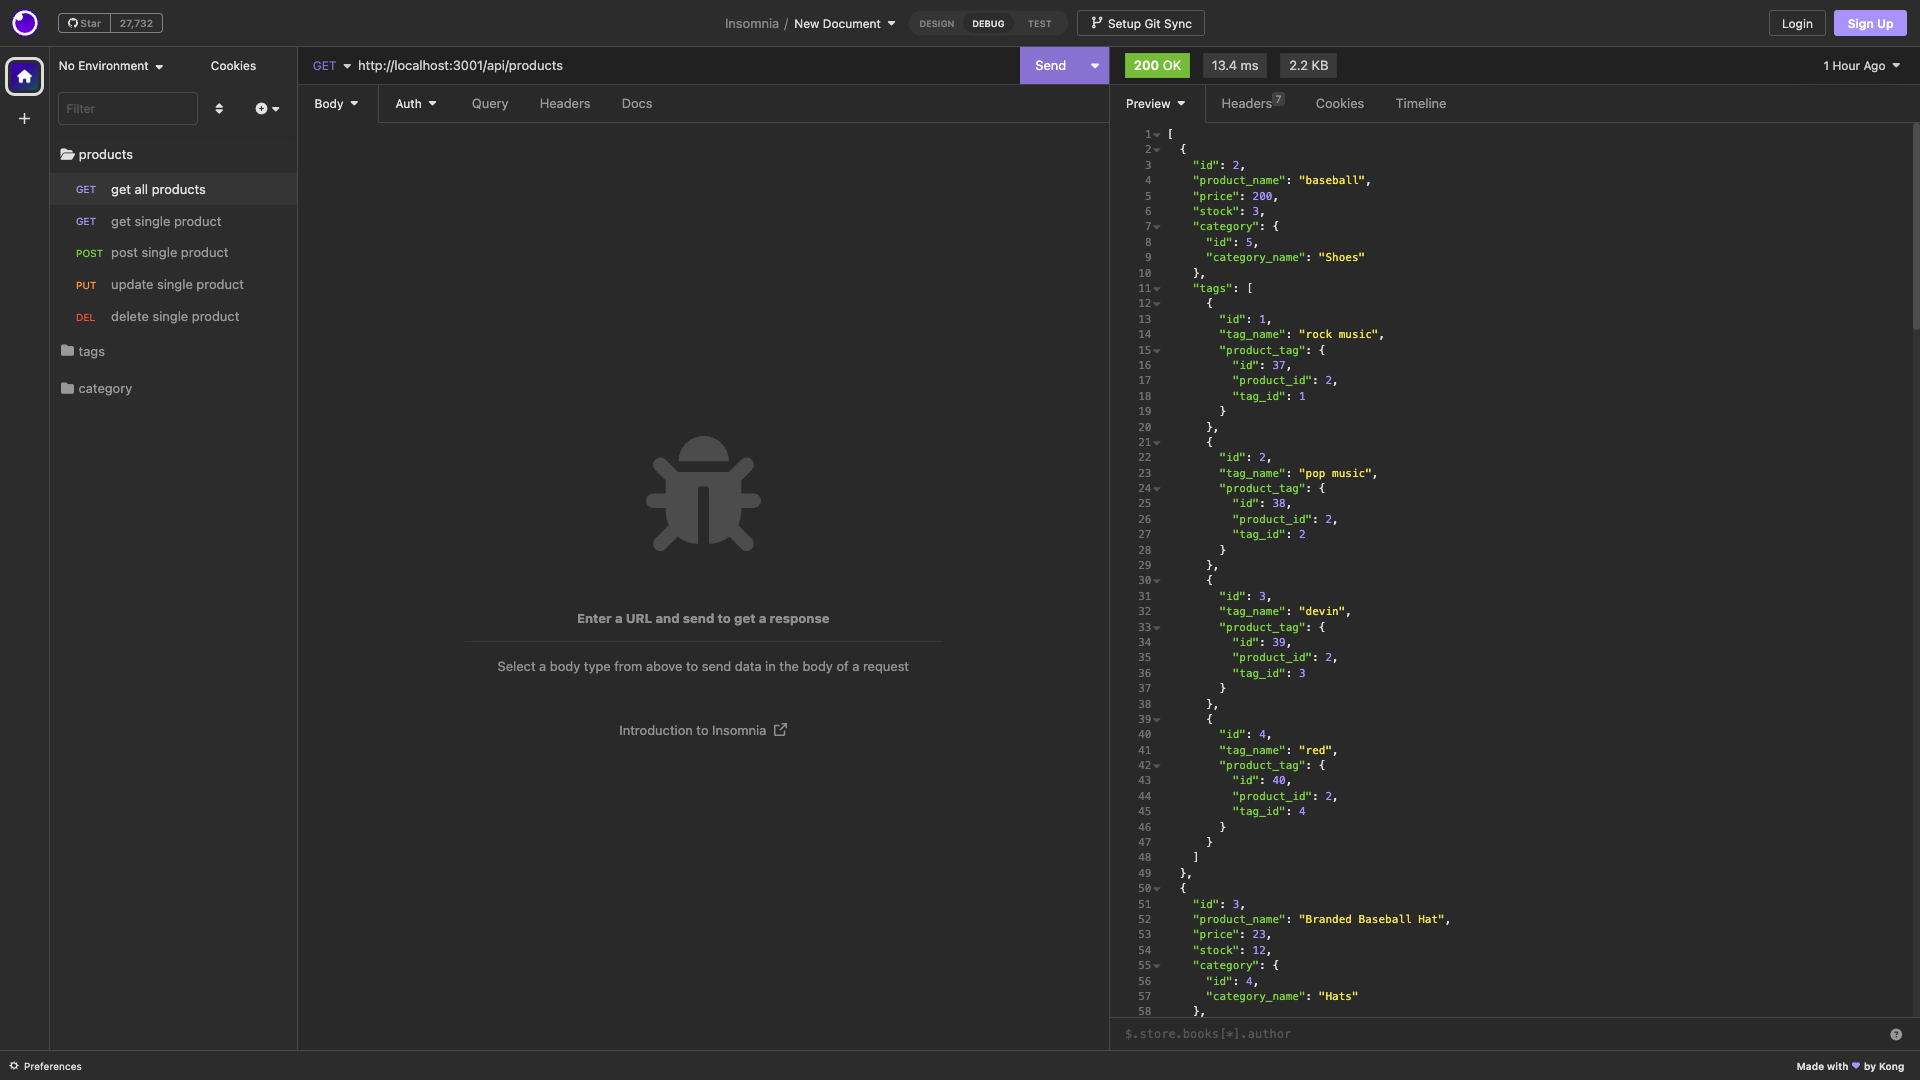 Star 27,732
Insomnia / New Document
DESIGN DEBUG TEST
Setup Git Sync
Login
Sign Up
No Environment
Cookies
Filter
products
GET get all products
GET get single product
POST post single product
PUT update single product
DEL delete single product
tags
category
GET http://localhost:3001/api/products
Send
Body
Auth
Query
Headers
Docs
Enter a URL and send to get a response
Select a body type from above to send data in the body of a request
Introduction to Insomnia
200 OK
13.4 ms
2.2 KB
1 Hour Ago
Preview
Headers 7
Cookies
Timeline
1 [
2 {
3 "id": 2,
4 "product_name": "baseball",
5 "price": 200,
6 "stock": 3,
7 "category": {
8 "id": 5,
9 "category_name": "Shoes"
10 },
11 "tags": [
12 {
13 "id": 1,
14 "tag_name": "rock music",
15 "product_tag": {
16 "id": 37,
17 "product_id": 2,
18 "tag_id": 1
19 }
20 },
21 {
22 "id": 2,
23 "tag_name": "pop music",
24 "product_tag": {
25 "id": 38,
26 "product_id": 2,
27 "tag_id": 2
28 }
29 },
30 {
31 "id": 3,
32 "tag_name": "devin",
33 "product_tag": {
34 "id": 39,
35 "product_id": 2,
36 "tag_id": 3
37 }
38 },
39 {
40 "id": 4,
41 "tag_name": "red",
42 "product_tag": {
43 "id": 40,
44 "product_id": 2,
45 "tag_id": 4
46 }
47 }
48 ]
49 },
50 {
51 "id": 3,
52 "product_name": "Branded Baseball Hat",
53 "price": 23,
54 "stock": 12,
55 "category": {
56 "id": 4,
57 "category_name": "Hats"
58 },
$.store.books[*].author
Preferences
Made with ♥ by Kong